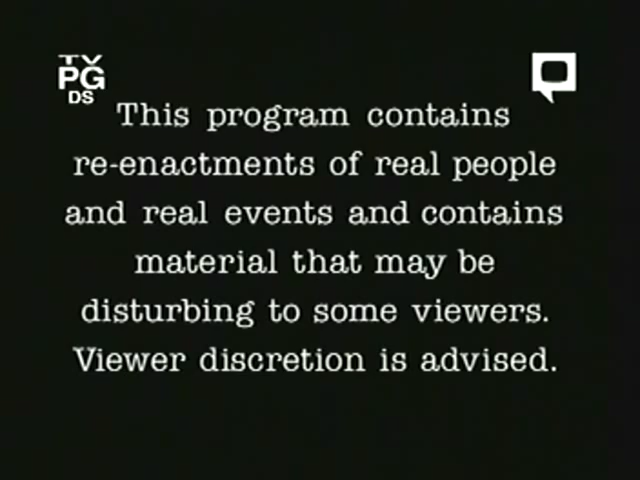 TV
PG
DS
This program contains
re-enactments of real people
and real events and contains
material that may be
disturbing to some viewers.
Viewer discretion is advised.